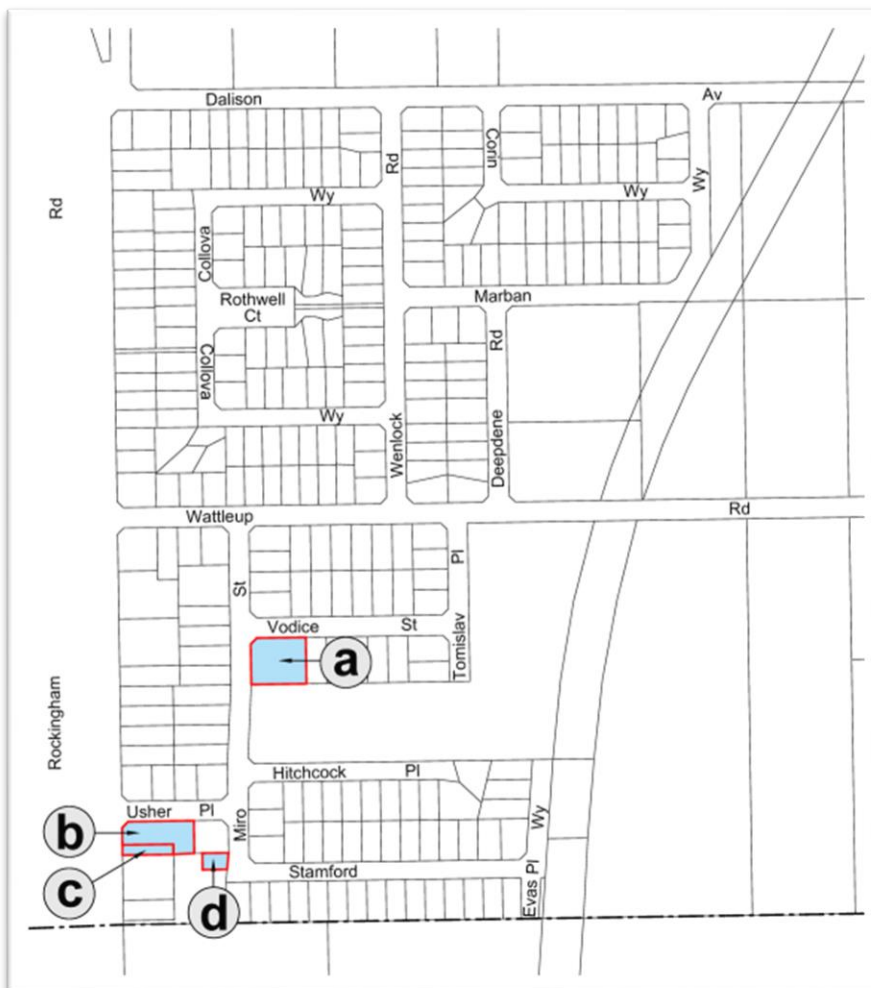 Dalison
Av
Rd
Corin
Rd
Wy
Wy
Wy
Collova
Rothwell
Ct
Marban
Rd
Collova
Wy
Wenlock
Deepdene
Wattleup
Rd
St
Pl
Vodice
St
Tomislav
a
Rockingham
Hitchcock
Pl
Usher
Pl
Miro
Wy
b
c
d
Stamford
Evas Pl